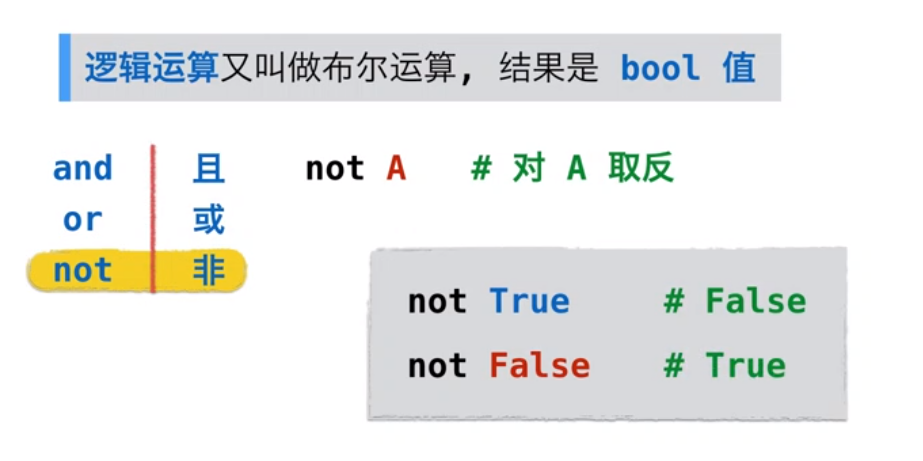 逻辑运算又叫做布尔运算, 结果是 bool 值
and 且 not A # 对 A 取反
or 或
not 非
not True # False
not False # True